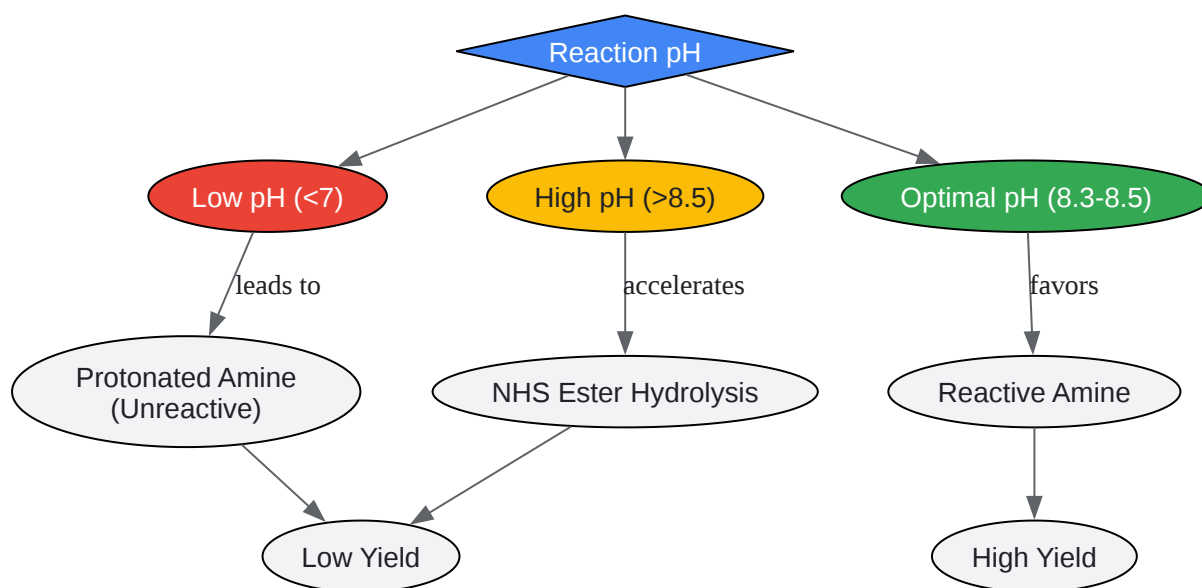 Reaction pH
Low pH (<7)
High pH (>8.5)
Optimal pH (8.3-8.5)
leads to
accelerates
favors
Protonated Amine
(Unreactive)
NHS Ester Hydrolysis
Reactive Amine
Low Yield
High Yield